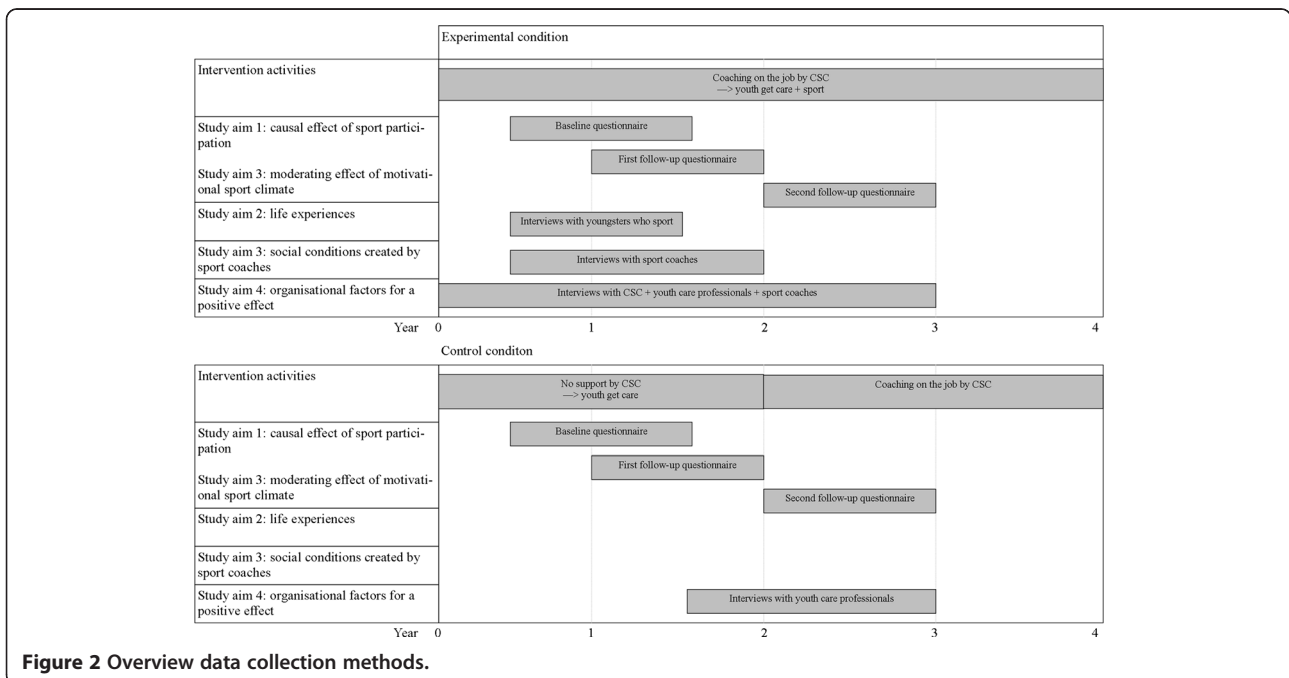 Experimental condition
Intervention activities
Coaching on the job by CSC
—> youth get care + sport
Study aim 1: causal effect of sport partici-
pation
Baseline questionnaire
First follow-up questionnaire
Study aim 3: moderating effect of motivati-
onal sport climate
Second follow-up questionnaire
Study aim 2: life experiences
Interviews with youngsters who sport
Study aim 3: social conditions created by
sport coaches
Interviews with sport coaches
Study aim 4: organisational factors for a
positive effect
Interviews with CSC + youth care professionals + sport coaches
Year 0 1 2 3 4
Control conditon
Intervention activities
No support by CSC
—> youth get care
Coaching on the job by CSC
Study aim 1: causal effect of sport partici-
pation
Baseline questionnaire
First follow-up questionnaire
Study aim 3: moderating effect of motivati-
onal sport climate
Second follow-up questionnaire
Study aim 2: life experiences
Study aim 3: social conditions created by
sport coaches
Study aim 4: organisational factors for a
positive effect
Interviews with youth care professionals
Year 0 1 2 3 4
Figure 2 Overview data collection methods.